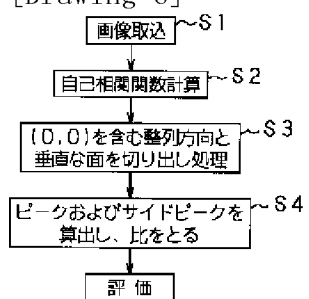 [Drawing 6]
画像取込
S1
自己相関関数計算
S2
(0,0)を含む整列方向と
垂直な面を切り出し処理
S3
ピークおよびサイドピークを
算出し、比をとる
S4
評価